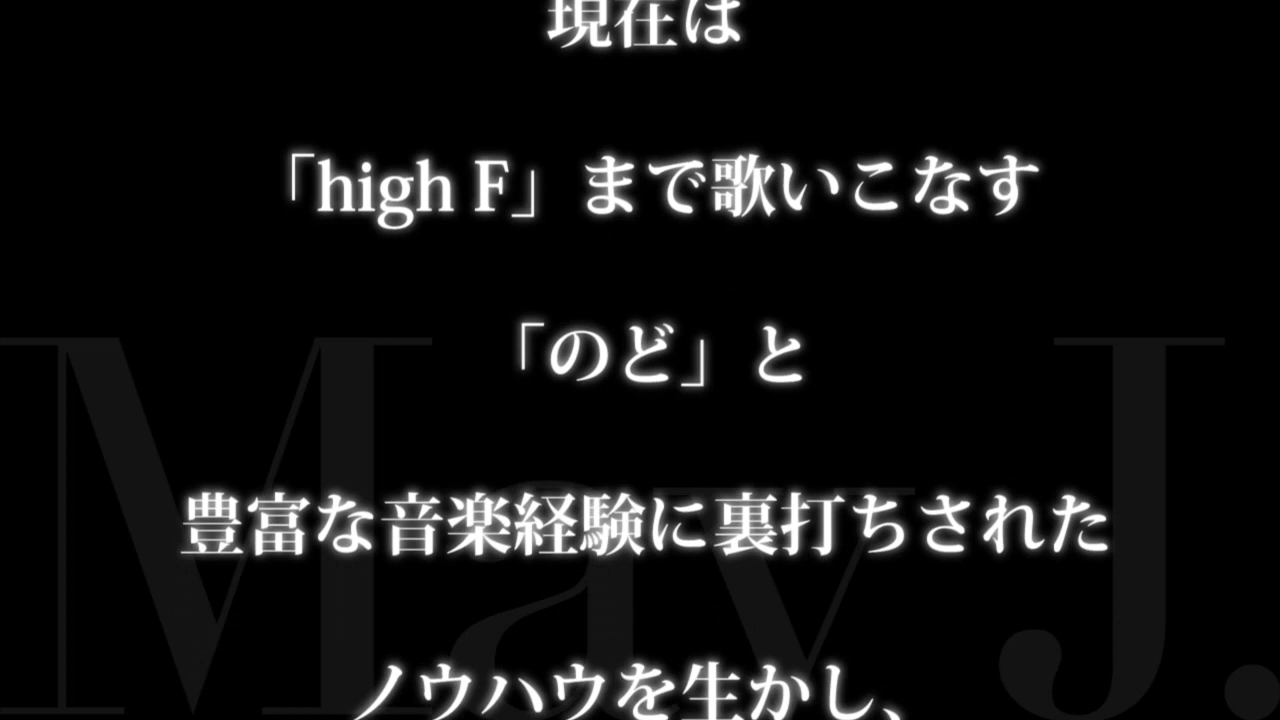 現在は
「high F」まで歌いこなす
「のど」と
豊富な音楽経験に裏打ちされた
ノウハウを生かし、
May J.